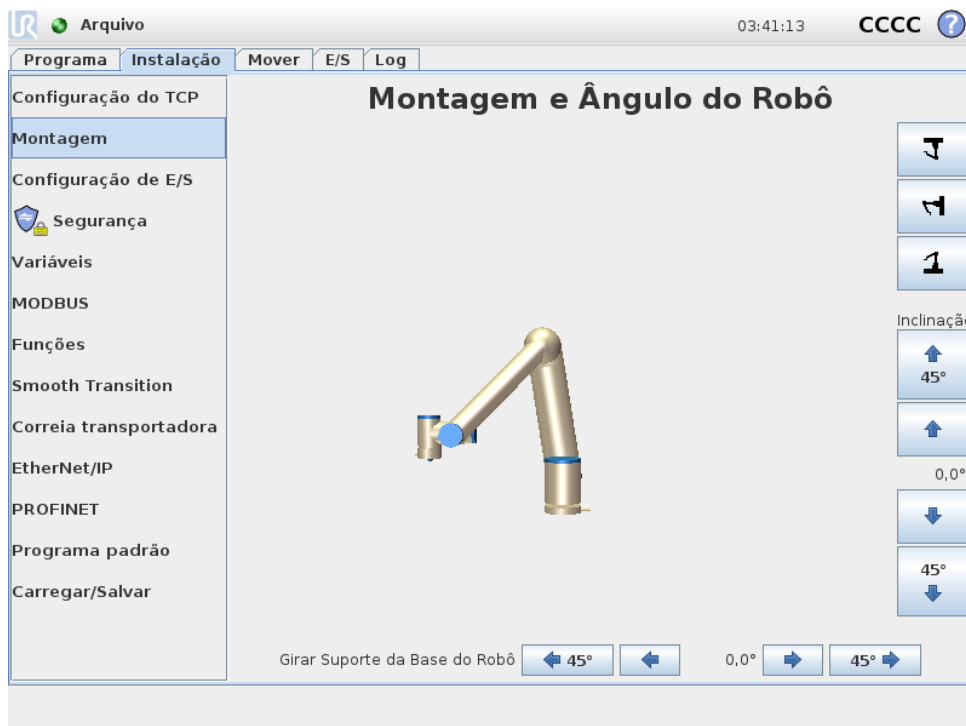 UR
Arquivo
03:41:13
CCCC
?
Programa
Instalação
Mover
E/S
Log
Configuração do TCP
Montagem
Configuração de E/S
Segurança
Variáveis
MODBUS
Funções
Smooth Transition
Correia transportadora
EtherNet/IP
PROFINET
Programa padrão
Carregar/Salvar
Montagem e Ângulo do Robô
Inclinação
45°
0,0°
45°
Girar Suporte da Base do Robô
45°
0,0°
45°